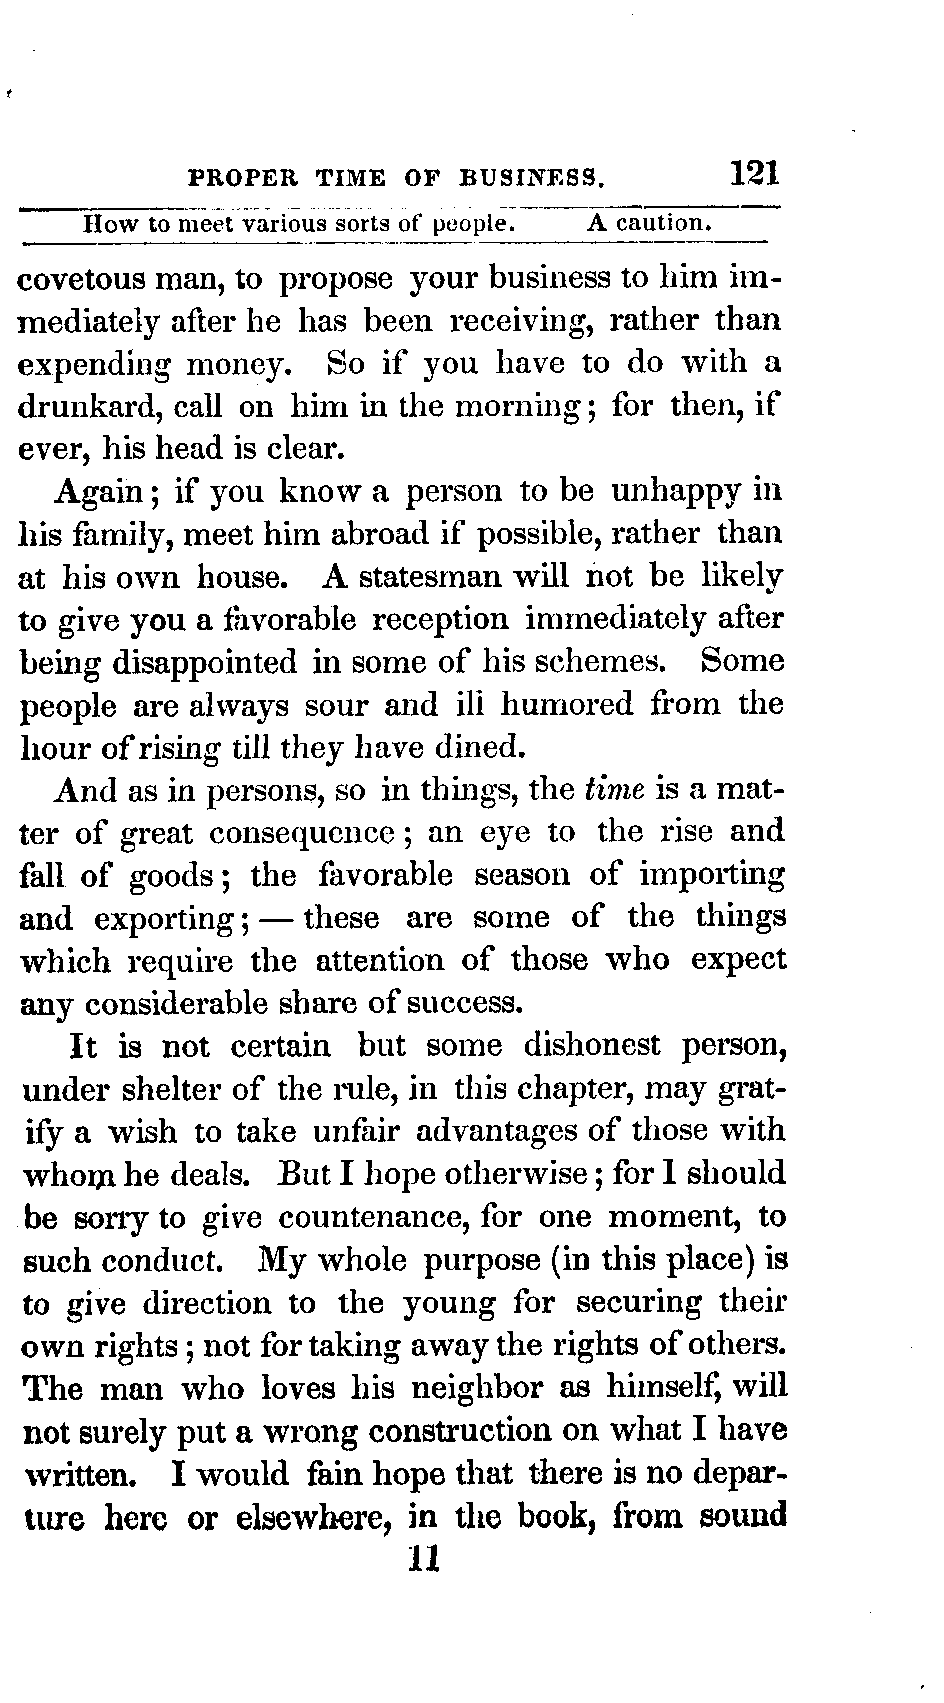 PROPER TIME OF BUSINESS. 121
How to meet various sorts of people. A caution.
covetous man, to propose your business to him im-
mediately after he has been receiving, rather than
expending money. So if you have to do with a
drunkard, call on him in the morning; for then, if
ever, his head is clear.
Again; if you know a person to be unhappy in
his family, meet him abroad if possible, rather than
at his own house. A statesman will not be likely
to give you a favorable reception immediately after
being disappointed in some of his schemes. Some
people are always sour and ill humored from the
hour of rising till they have dined.
And as in persons, so in things, the time is a mat-
ter of great consequence; an eye to the rise and
fall of goods; the favorable season of importing
and exporting; — these are some of the things
which require the attention of those who expect
any considerable share of success.
It is not certain but some dishonest person,
under shelter of the rule, in this chapter, may grat-
ify a wish to take unfair advantages of those with
whom he deals. But I hope otherwise; for I should
be sorry to give countenance, for one moment, to
such conduct. My whole purpose (in this place) is
to give direction to the young for securing their
own rights; not for taking away the rights of others.
The man who loves his neighbor as himself, will
not surely put a wrong construction on what I have
written. I would fain hope that there is no depar-
ture here or elsewhere, in the book, from sound
11